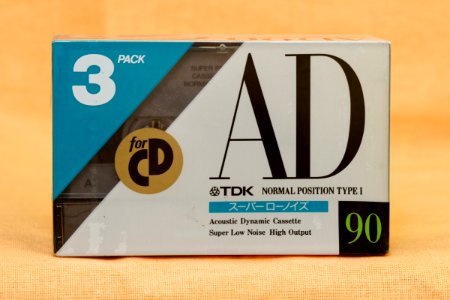 3 PACK
for
CD
AD
TDK NORMAL POSITION TYPE I
スーパーローノイズ
Acoustic Dynamic Cassette
Super Low Noise High Output
90
A